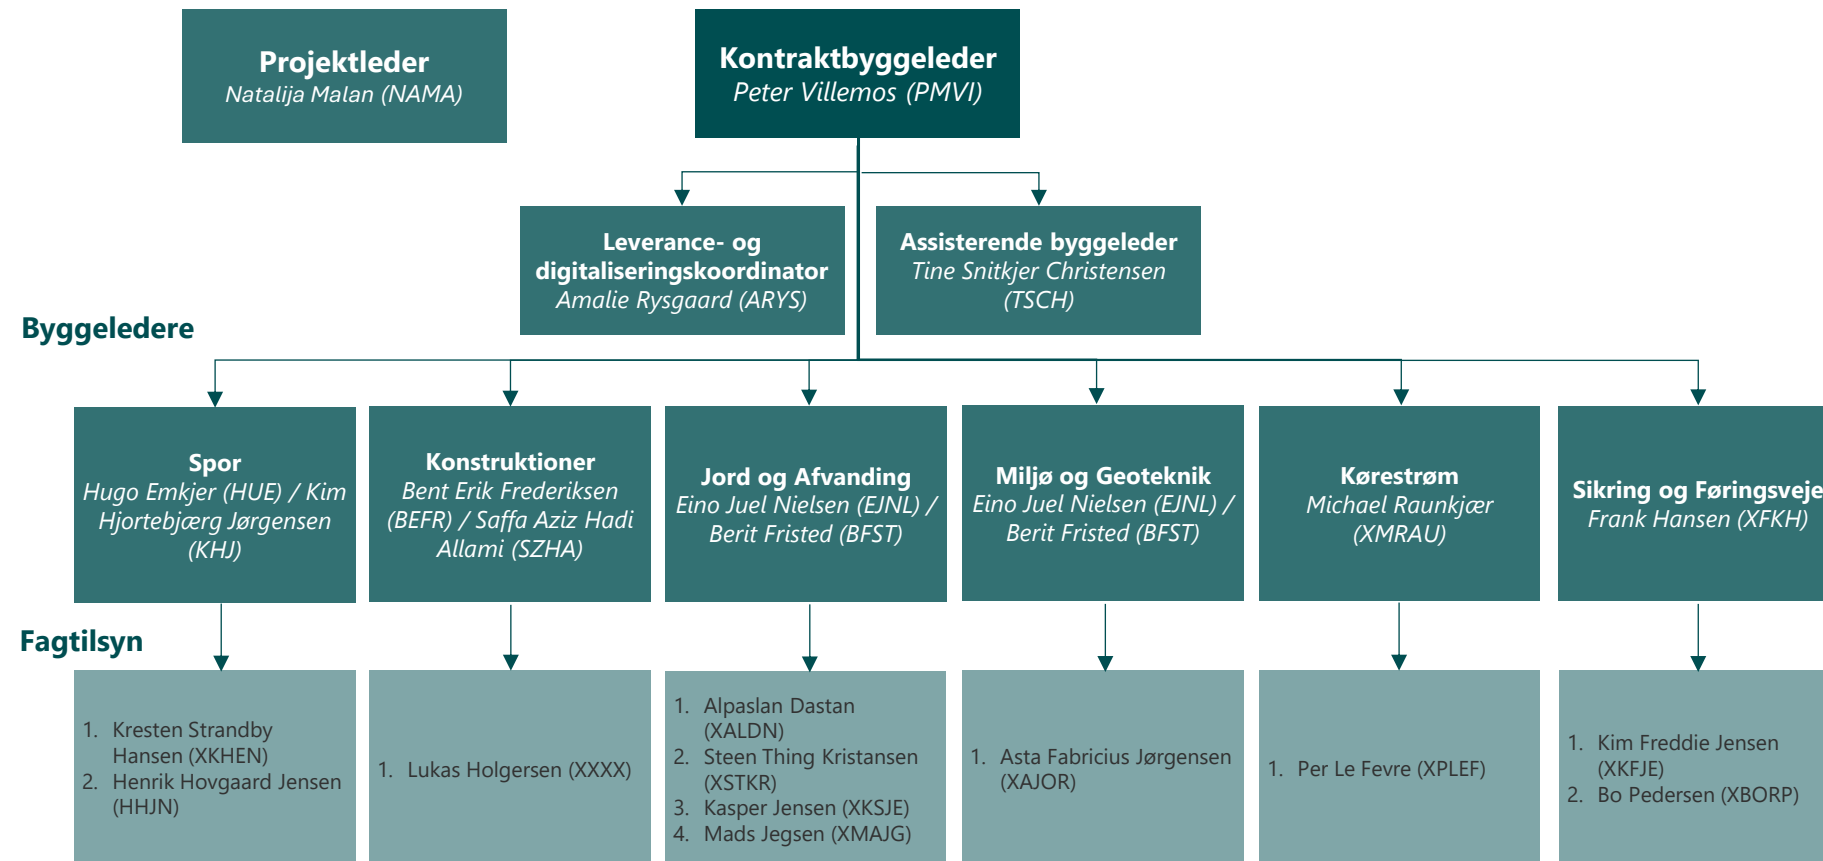 Projektleder
Natalija Malan (NAMA)
Kontraktbyggeleder
Peter Villemos (PMVI)
Leverance- og
digitaliseringskoordinator
Amalie Rysgaard (ARYS)
Assisterende byggeleder
Tine Snitkjer Christensen
(TSCH)
Byggeledere
Spor
Hugo Emkjer (HUE) / Kim
Hjortebjærg Jørgensen
(KHJ)
Konstruktioner
Bent Erik Frederiksen
(BEFR) / Saffa Aziz Hadi
Allami (SZHA)
Jord og Afvanding
Eino Juel Nielsen (EJNL) /
Berit Fristed (BFST)
Miljø og Geoteknik
Eino Juel Nielsen (EJNL) /
Berit Fristed (BFST)
Kørestrøm
Michael Raunkjær
(XMRAU)
Sikring og Føringsveje
Frank Hansen (XFKH)
Fagtilsyn
1. Kresten Strandby
Hansen (XKHEN)
2. Henrik Hovgaard Jensen
(HHJN)
1. Lukas Holgersen (XXXX)
1. Alpaslan Dastan
(XALDN)
2. Steen Thing Kristansen
(XSTKR)
3. Kasper Jensen (XKSJE)
4. Mads Jegsen (XMAJG)
1. Asta Fabricius Jørgensen
(XAJOR)
1. Per Le Fevre (XPLEF)
1. Kim Freddie Jensen
(XKFJE)
2. Bo Pedersen (XBORP)